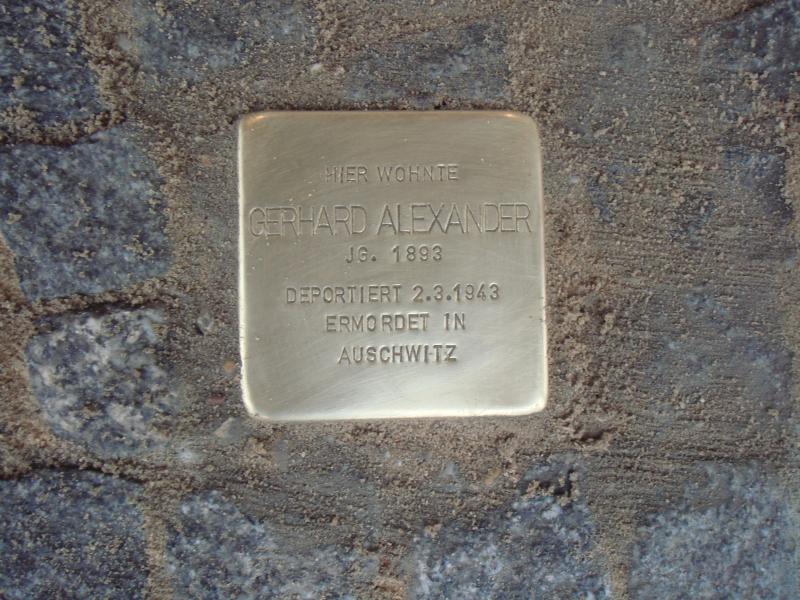 HIER WOHNTE
GERHARD ALEXANDER
JG. 1893
DEPORTIERT 2.3.1943
ERMORDET IN
AUSCHWITZ